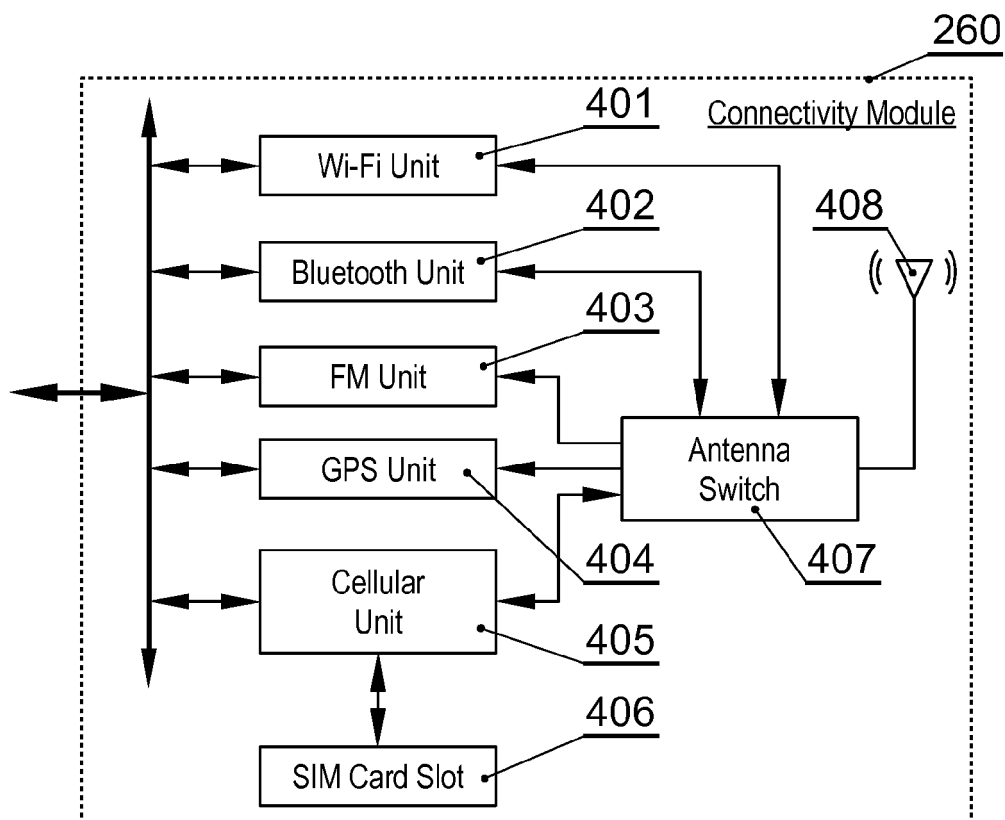 260
Connectivity Module
401
Wi-Fi Unit
402
Bluetooth Unit
408
403
FM Unit
GPS Unit
Antenna
Switch
404
407
Cellular
Unit
405
406
SIM Card Slot